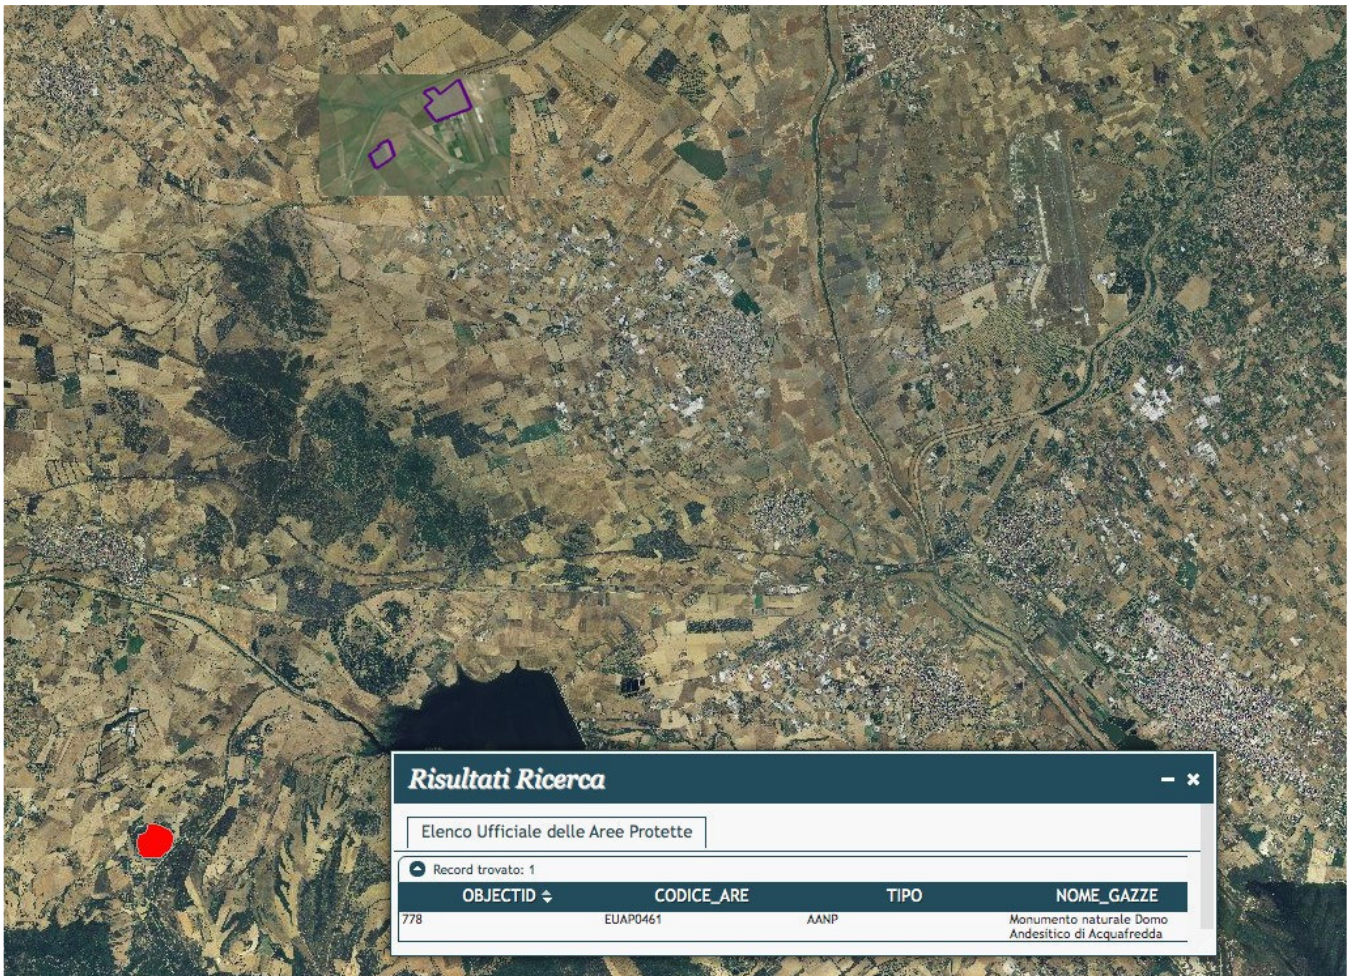 Risultati Ricerca
Elenco Ufficiale delle Aree Protette
Record trovato: 1
OBJECTID CODICE_ARE TIPO NOME_GAZZE
778 EUAP0461 AANP Monumento naturale Domo
Andesitico di Acquafredda